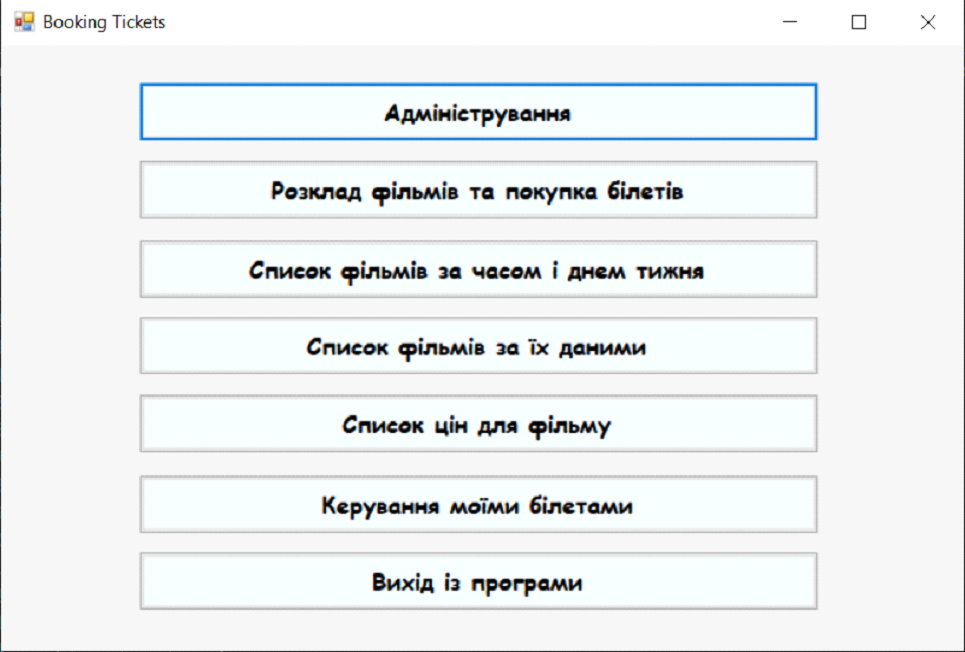 Booking Tickets
Адміністрування
Розклад фільмів та покупка білетів
Список фільмів за часом і днем тижня
Список фільмів за їх даними
Список цін для фільму
Керування моїми білетами
Вихід із програми